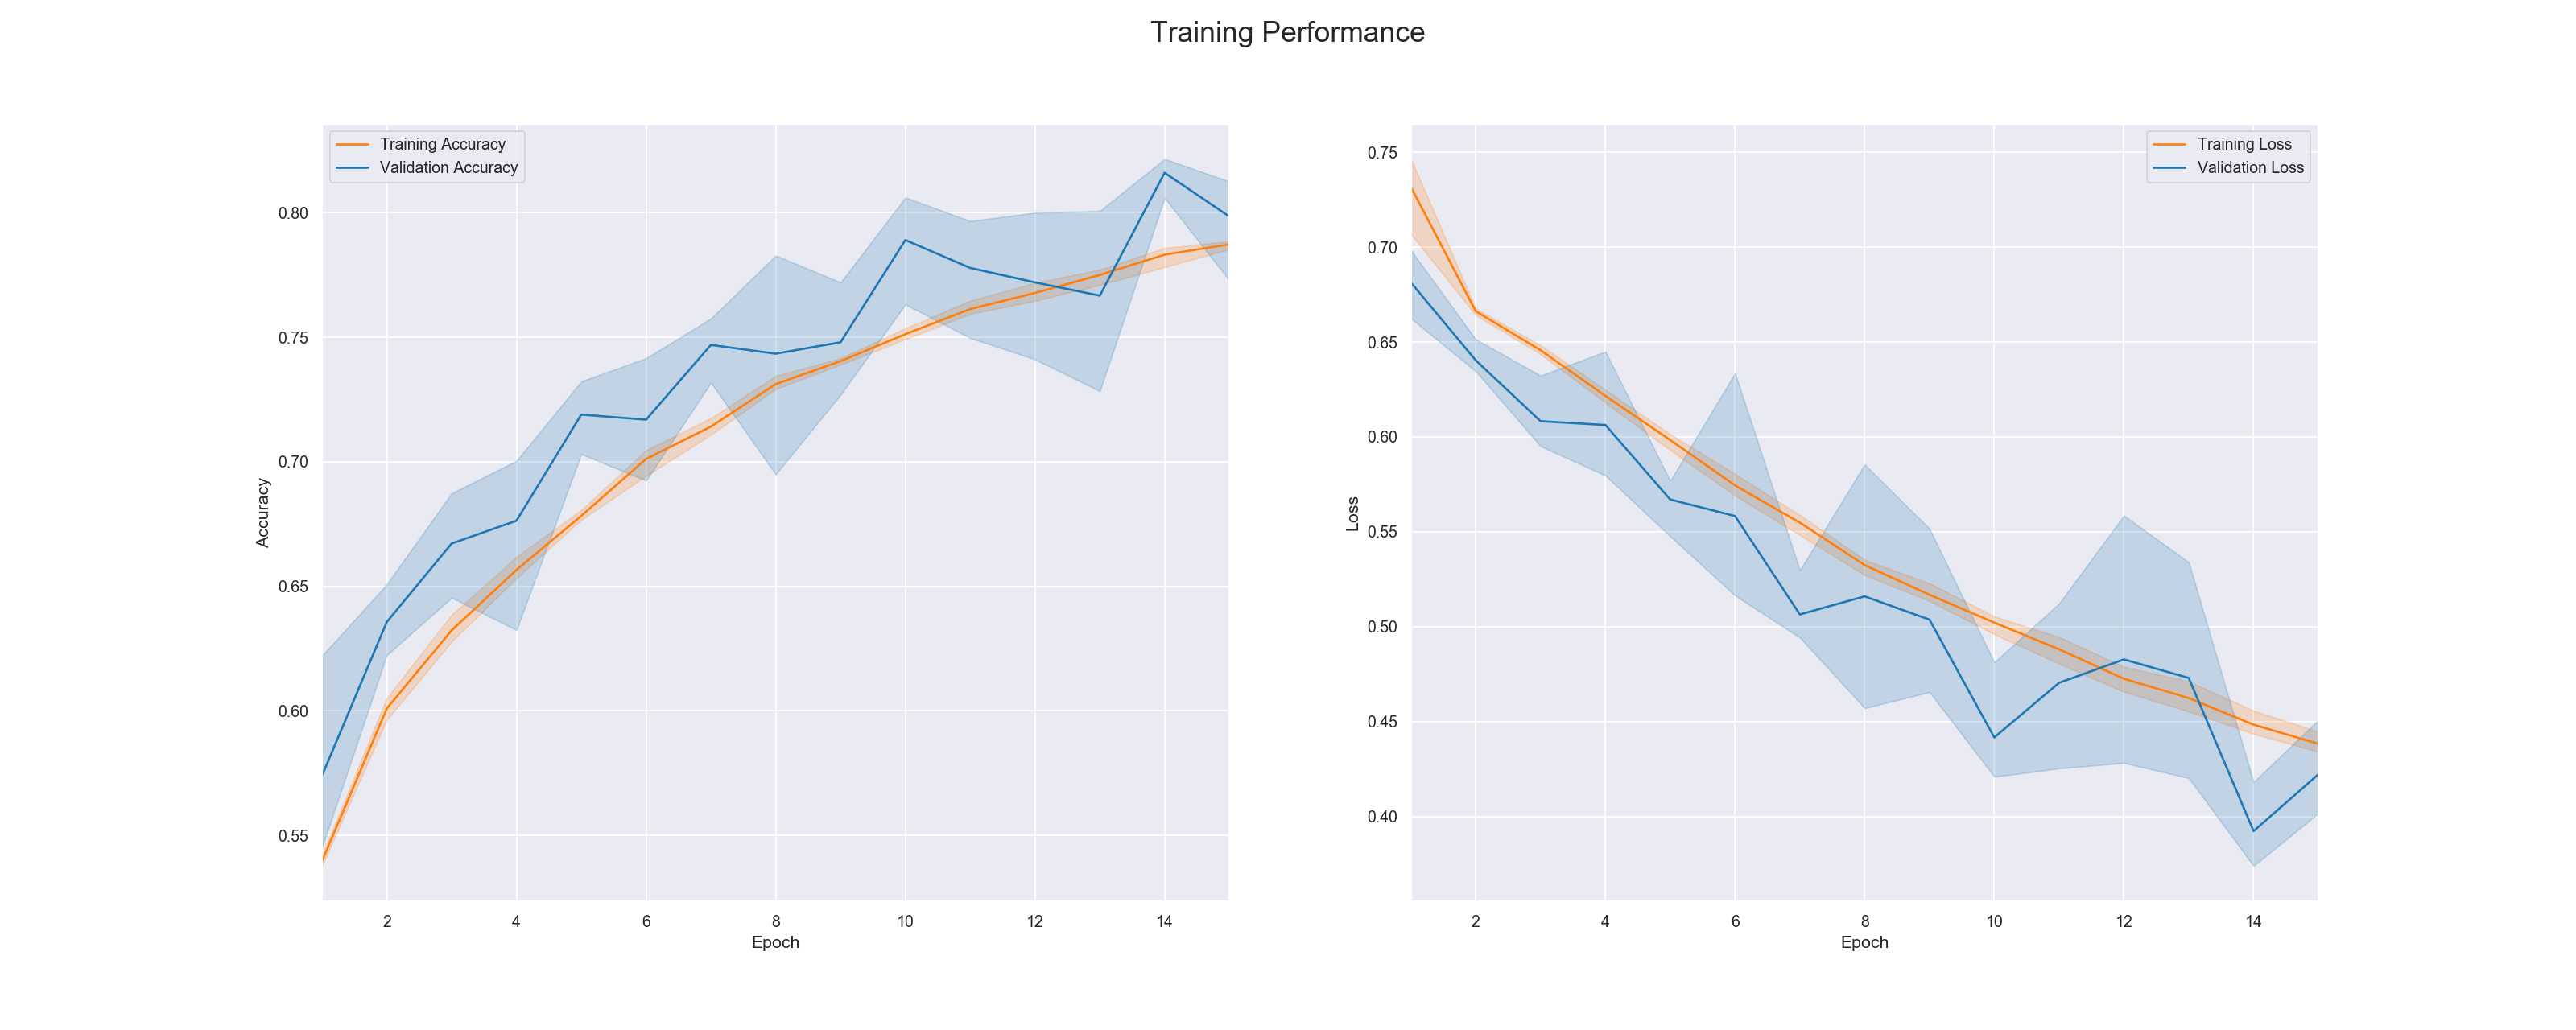 Training Performance
Training Accuracy
Validation Accuracy
0.80
0.75
0.70
0.65
0.60
0.55
Accuracy
2 4 6 8 10 12 14
Epoch
Training Loss
Validation Loss
0.75
0.70
0.65
0.60
0.55
0.50
0.45
0.40
Loss
2 4 6 8 10 12 14
Epoch